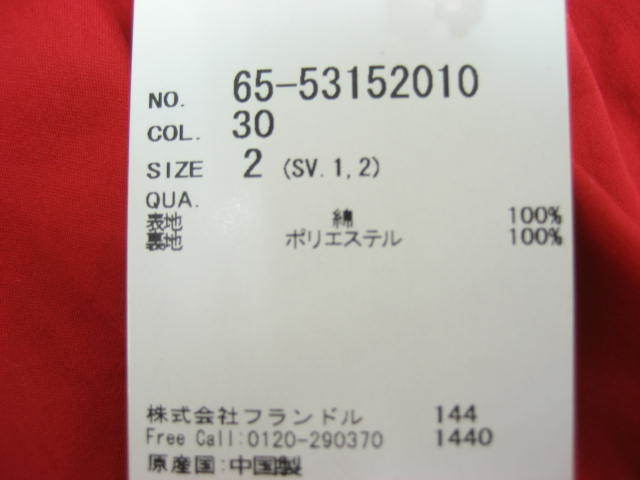 NO. 65-53152010
COL. 30
SIZE 2 (SV.1,2)
QUA.
表地 綿 100%
裏地 ポリエステル 100%
株式会社フランドル 144
Free Call:0120-290370 1440
原産国:中国製